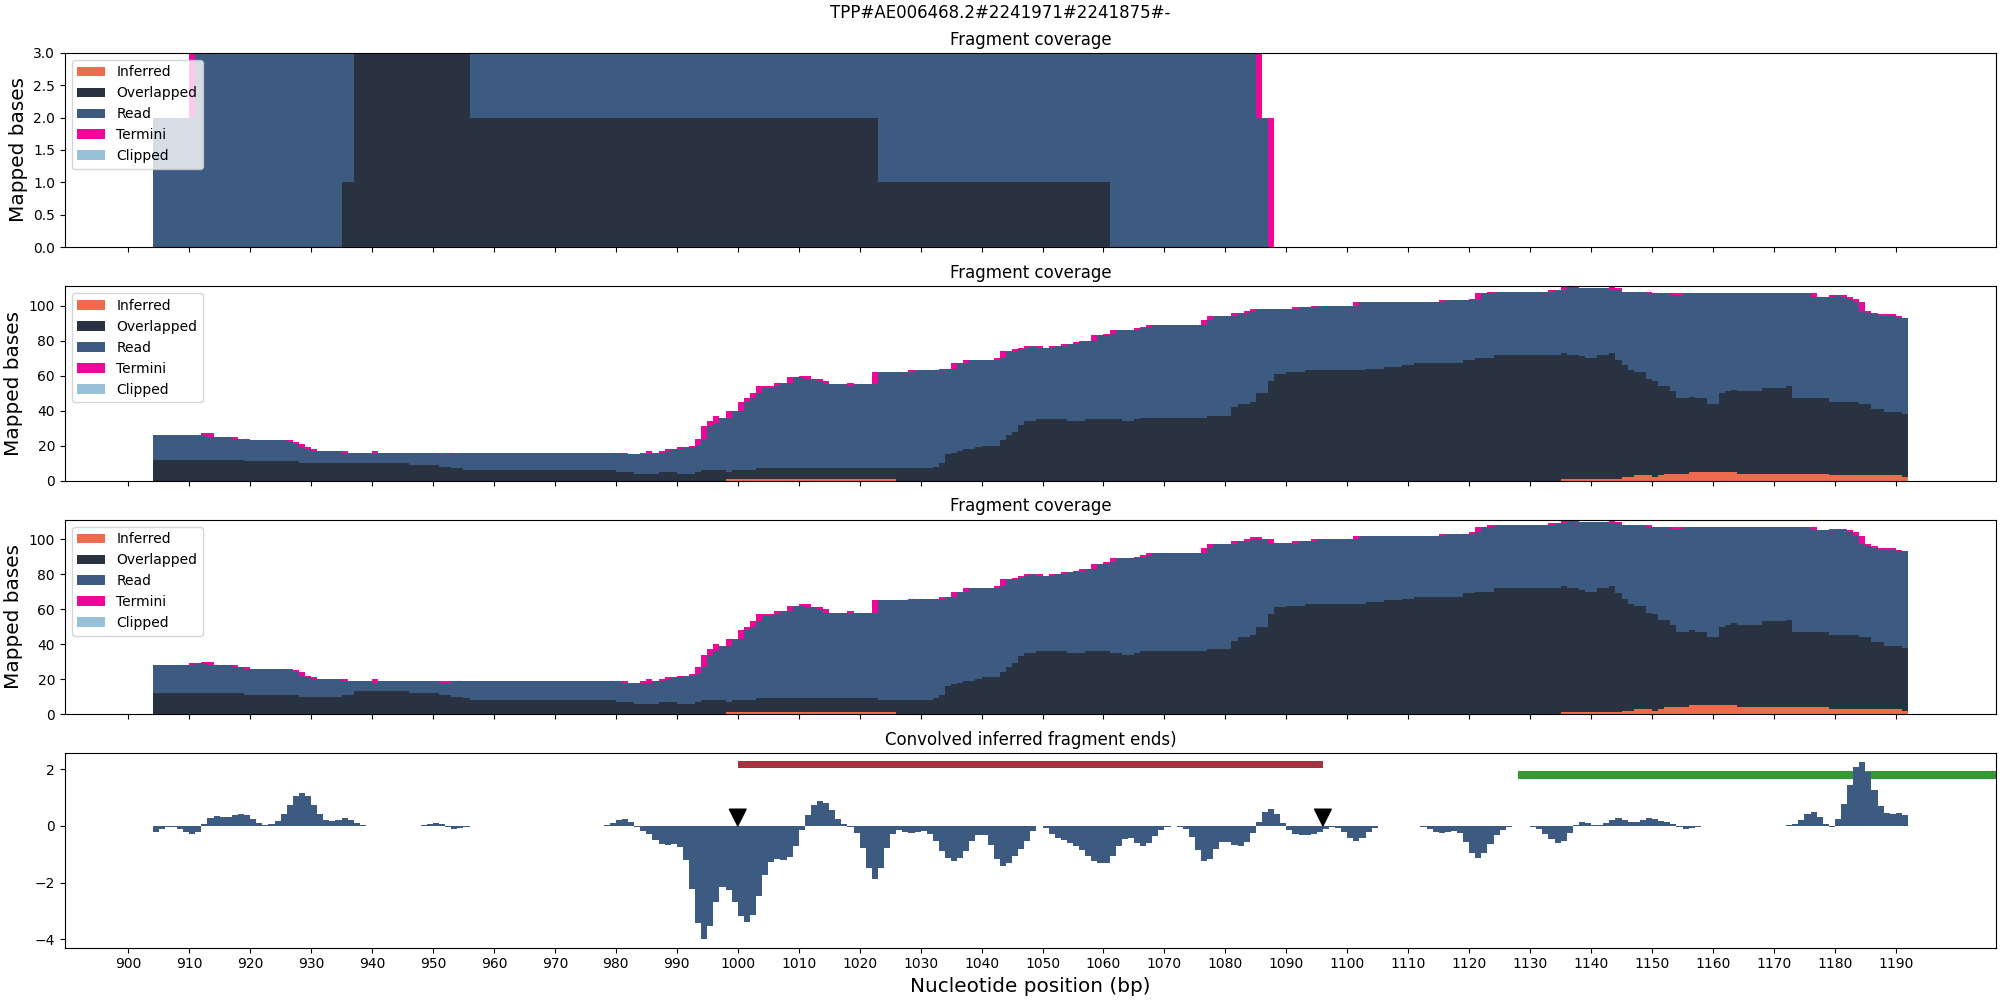 TPP#AE006468.2#2241971#2241875#-
Fragment coverage
Mapped bases
3.0
2.5
2.0
1.5
1.0
0.5
0.0
Inferred
Overlapped
Read
Termini
Clipped
Fragment coverage
Mapped bases
100
80
60
40
20
0
Inferred
Overlapped
Read
Termini
Clipped
Fragment coverage
Mapped bases
100
80
60
40
20
0
Inferred
Overlapped
Read
Termini
Clipped
Convolved inferred fragment ends)
2
0
−2
−4
900 910 920 930 940 950 960 970 980 990 1000 1010 1020 1030 1040 1050 1060 1070 1080 1090 1100 1110 1120 1130 1140 1150 1160 1170 1180 1190
Nucleotide position (bp)